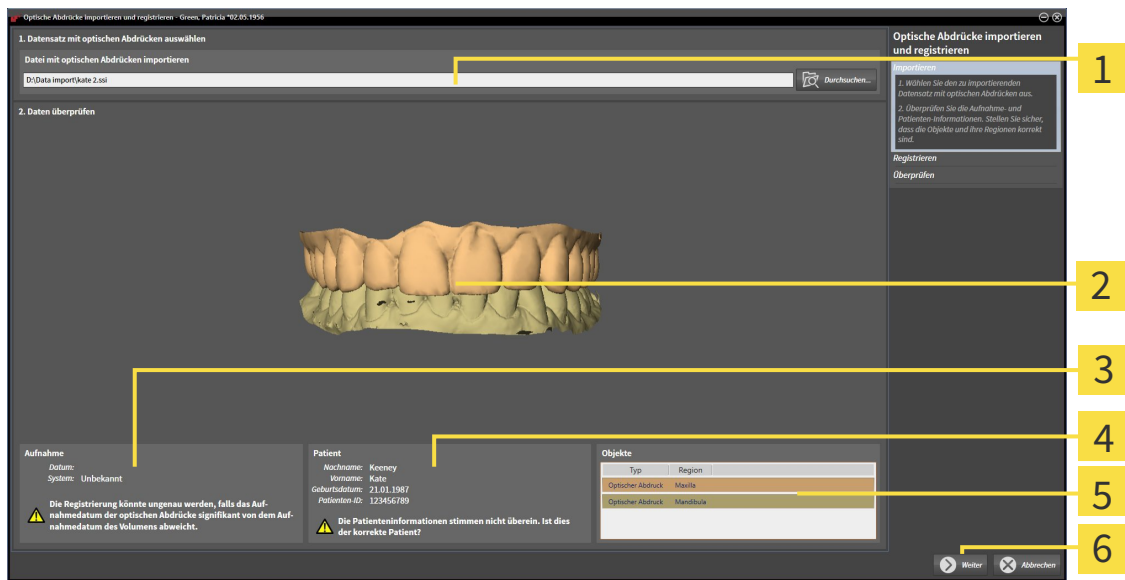 Optische Abdrücke importieren und registrieren - Green, Patricia *02.05.1956
1. Datensatz mit optischen Abdrücken auswählen
Datei mit optischen Abdrücken importieren
D:\Data import\kate 2.ssi
Durchsuchen...
2. Daten überprüfen
Aufnahme
Datum:
System: Unbekannt
Die Registrierung könnte ungenau werden, falls das Auf-
nahmedatum der optischen Abdrücke signifikant von dem Auf-
nahmedatum des Volumens abweicht.
Patient
Nachname: Keeney
Vorname: Kate
Geburtsdatum: 21.01.1987
Patienten-ID: 123456789
Die Patienteninformationen stimmen nicht überein. Ist dies
der korrekte Patient?
Objekte
Typ Region
Optischer Abdruck Maxilla
Optischer Abdruck Mandibula
Optische Abdrücke importieren
und registrieren
Importieren
1. Wählen Sie den zu importierenden
Datensatz mit optischen Abdrücken aus.
2. Überprüfen Sie die Aufnahme- und
Patienten-Informationen. Stellen Sie sicher,
dass die Objekte und ihre Regionen korrekt
sind.
Registrieren
Überprüfen
Weiter
Abbrechen
1
2
3
4
5
6